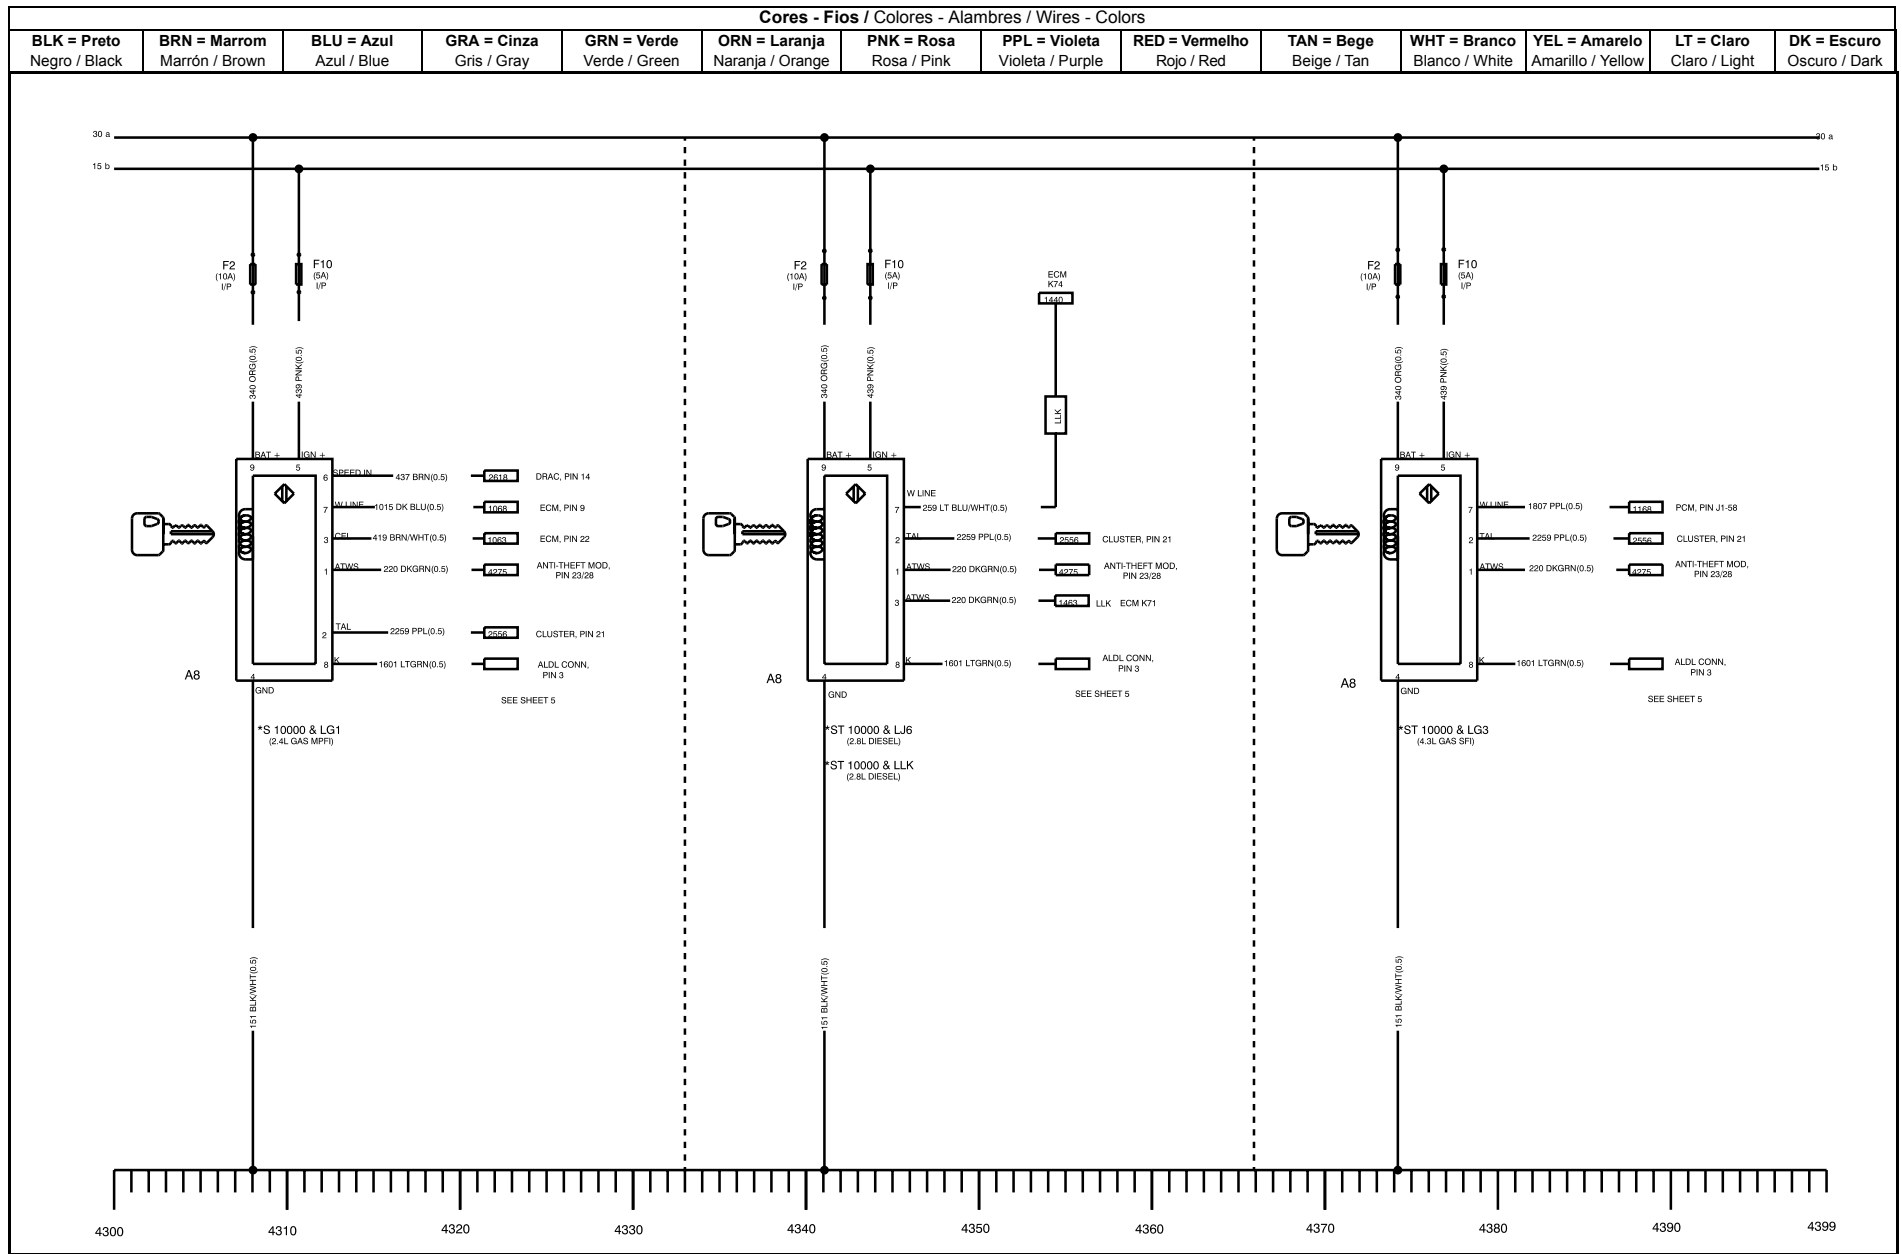 Cores - Fios / Colores - Alambres / Wires - Colors
BLK = Preto
Negro / Black
BRN = Marrom
Marrón / Brown
BLU = Azul
Azul / Blue
GRA = Cinza
Gris / Gray
GRN = Verde
Verde / Green
ORN = Laranja
Naranja / Orange
PNK = Rosa
Rosa / Pink
PPL = Violeta
Violeta / Purple
RED = Vermelho
Rojo / Red
TAN = Bege
Beige / Tan
WHT = Branco
Blanco / White
YEL = Amarelo
Amarillo / Yellow
LT = Claro
Claro / Light
DK = Escuro
Oscuro / Dark
30 a
30 a
15 b
15 b
F2
(10A)
I/P
F10
(5A)
I/P
340 ORG(0.5)
439 PNK(0.5)
BAT +
IGN +
9
5
6
SPEED IN
437 BRN(0.5)
2618
DRAC, PIN 14
7
W LINE
1015 DK BLU(0.5)
1068
ECM, PIN 9
3
CEL
419 BRN/WHT(0.5)
1063
ECM, PIN 22
1
ATWS
220 DKGRN(0.5)
4275
ANTI-THEFT MOD,
PIN 23/28
2
TAL
2259 PPL(0.5)
2556
CLUSTER, PIN 21
8
K
1601 LTGRN(0.5)
ALDL CONN,
PIN 3
A8
4
GND
SEE SHEET 5
*S 10000 & LG1
(2.4L GAS MPFI)
151 BLK/WHT(0.5)
F2
(10A)
I/P
F10
(5A)
I/P
ECM
K74
1440
340 ORG(0.5)
439 PNK(0.5)
LLK
BAT +
IGN +
9
5
W LINE
7
259 LT BLU/WHT(0.5)
2
TAL
2259 PPL(0.5)
2556
CLUSTER, PIN 21
1
ATWS
220 DKGRN(0.5)
4275
ANTI-THEFT MOD,
PIN 23/28
3
ATWS
220 DKGRN(0.5)
1463
LLK ECM K71
8
K
1601 LTGRN(0.5)
ALDL CONN,
PIN 3
A8
4
GND
SEE SHEET 5
*ST 10000 & LJ6
(2.8L DIESEL)
*ST 10000 & LLK
(2.8L DIESEL)
151 BLK/WHT(0.5)
F2
(10A)
I/P
F10
(5A)
I/P
340 ORG(0.5)
439 PNK(0.5)
BAT +
IGN +
9
5
7
W LINE
1807 PPL(0.5)
1168
PCM, PIN J1-58
2
TAL
2259 PPL(0.5)
2556
CLUSTER, PIN 21
1
ATWS
220 DKGRN(0.5)
4275
ANTI-THEFT MOD,
PIN 23/28
8
K
1601 LTGRN(0.5)
ALDL CONN,
PIN 3
A8
4
GND
SEE SHEET 5
*ST 10000 & LG3
(4.3L GAS SFI)
151 BLK/WHT(0.5)
4300 4310 4320 4330 4340 4350 4360 4370 4380 4390 4399